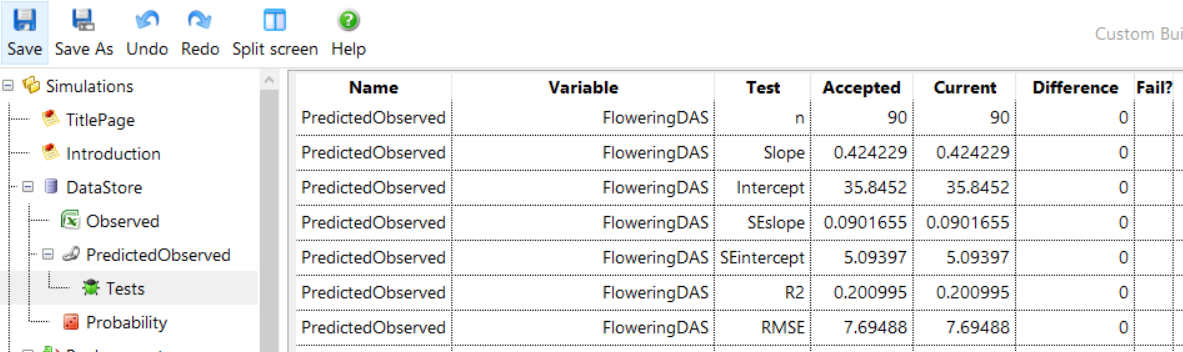 Save Save As Undo Redo Split screen Help
Custom Bui
Simulations
TitlePage
Introduction
DataStore
Observed
PredictedObserved
Tests
Probability
Name Variable Test Accepted Current Difference Fail?
PredictedObserved FloweringDAS n 90 90 0
PredictedObserved FloweringDAS Slope 0.424229 0.424229 0
PredictedObserved FloweringDAS Intercept 35.8452 35.8452 0
PredictedObserved FloweringDAS SEslope 0.0901655 0.0901655 0
PredictedObserved FloweringDAS SEintercept 5.09397 5.09397 0
PredictedObserved FloweringDAS R2 0.200995 0.200995 0
PredictedObserved FloweringDAS RMSE 7.69488 7.69488 0